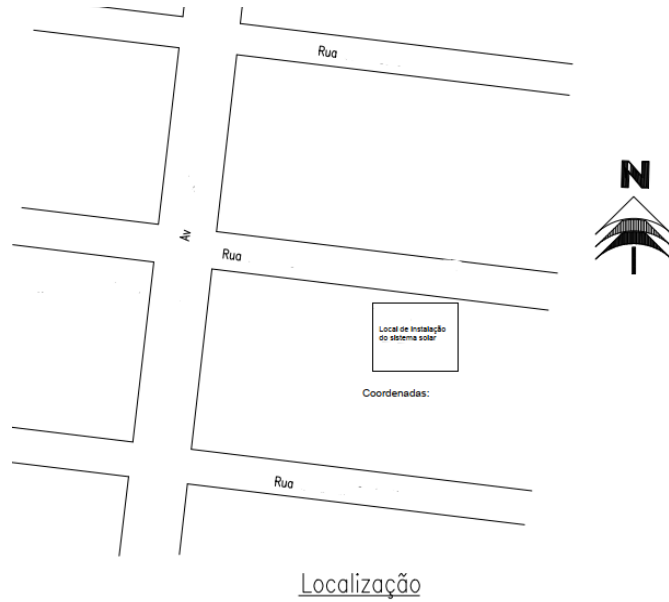 Rua
N
Av
Rua
Local de Instalação
do sistema solar
Coordenadas:
Rua
Localização